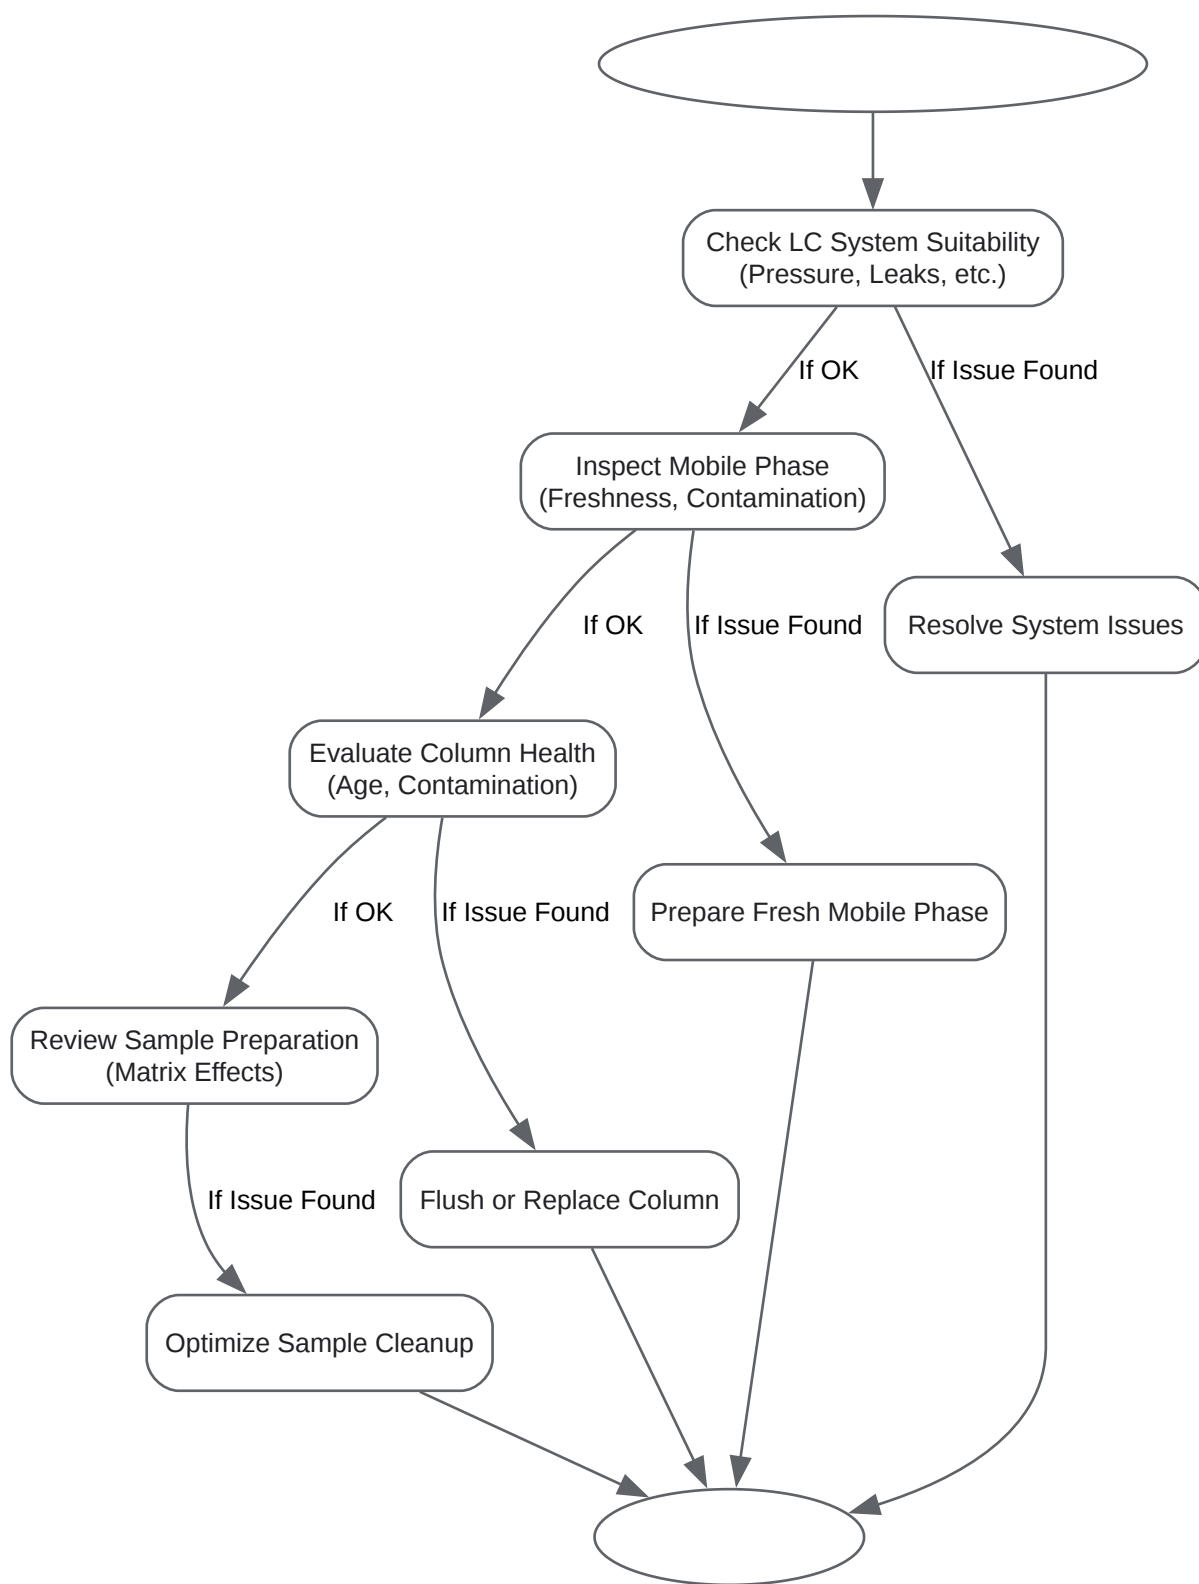 Check LC System Suitability
(Pressure, Leaks, etc.)
If OK
If Issue Found
Inspect Mobile Phase
(Freshness, Contamination)
If OK
If Issue Found
Resolve System Issues
Evaluate Column Health
(Age, Contamination)
If OK
If Issue Found
Prepare Fresh Mobile Phase
Review Sample Preparation
(Matrix Effects)
If Issue Found
Flush or Replace Column
Optimize Sample Cleanup